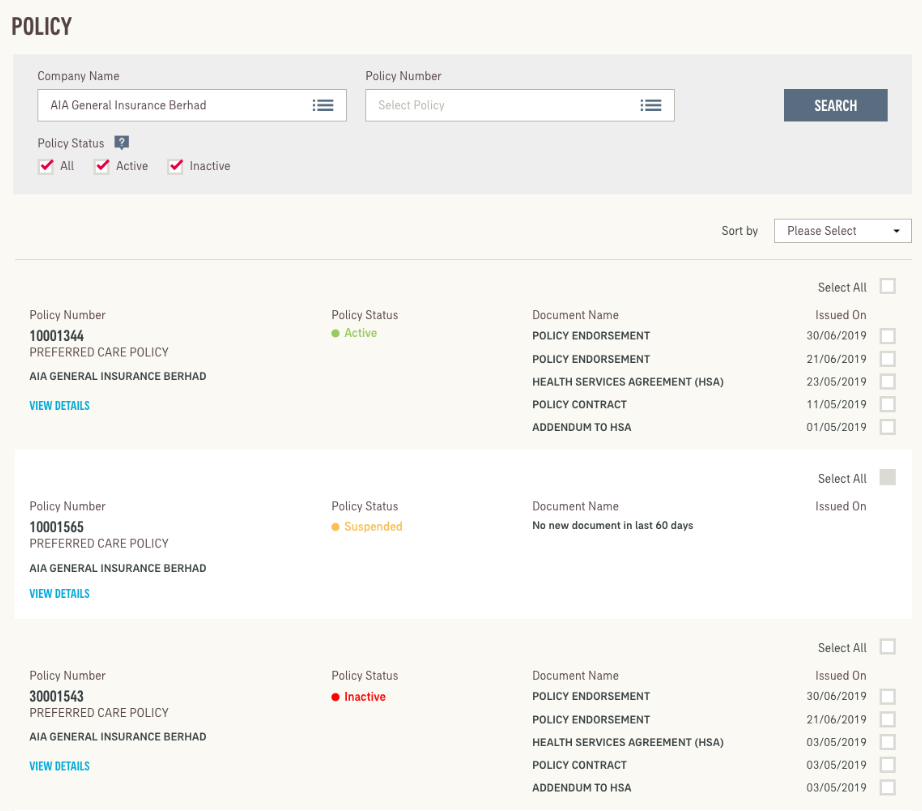 POLICY
Company Name Policy Number
AIA General Insurance Berhad Select Policy SEARCH
Policy Status ?
All Active Inactive
Sort by Please Select
Select All
Policy Number Policy Status Document Name Issued On
10001344 Active POLICY ENDORSEMENT 30/06/2019
PREFERRED CARE POLICY POLICY ENDORSEMENT 21/06/2019
AIA GENERAL INSURANCE BERHAD HEALTH SERVICES AGREEMENT (HSA) 23/05/2019
VIEW DETAILS POLICY CONTRACT 11/05/2019
ADDENDUM TO HSA 01/05/2019
Select All
Policy Number Policy Status Document Name Issued On
10001565 Suspended No new document in last 60 days
PREFERRED CARE POLICY
AIA GENERAL INSURANCE BERHAD
VIEW DETAILS
Select All
Policy Number Policy Status Document Name Issued On
30001543 Inactive POLICY ENDORSEMENT 30/06/2019
PREFERRED CARE POLICY POLICY ENDORSEMENT 21/06/2019
AIA GENERAL INSURANCE BERHAD HEALTH SERVICES AGREEMENT (HSA) 03/05/2019
VIEW DETAILS POLICY CONTRACT 03/05/2019
ADDENDUM TO HSA 03/05/2019